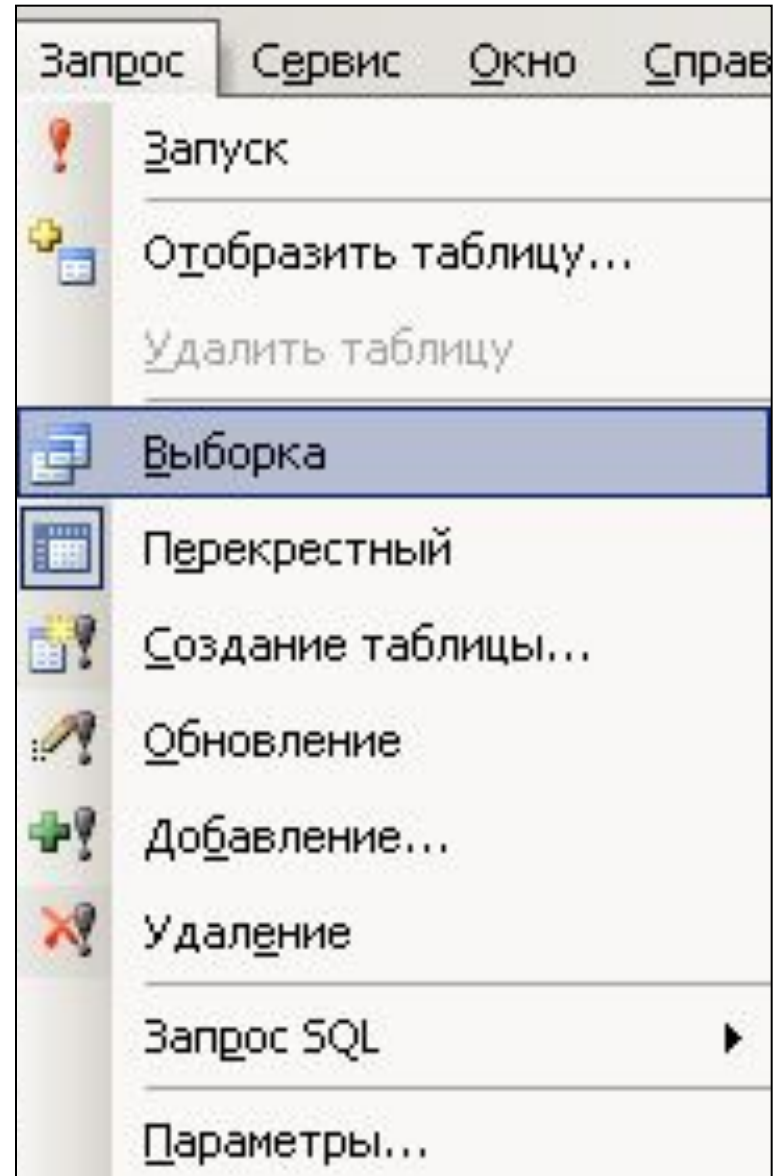 Запрос Сервис Окно Справ
Запуск
Отобразить таблицу...
Удалить таблицу
Выборка
Перекрестный
Создание таблицы...
Обновление
Добавление...
Удаление
Запрос SQL
Параметры...